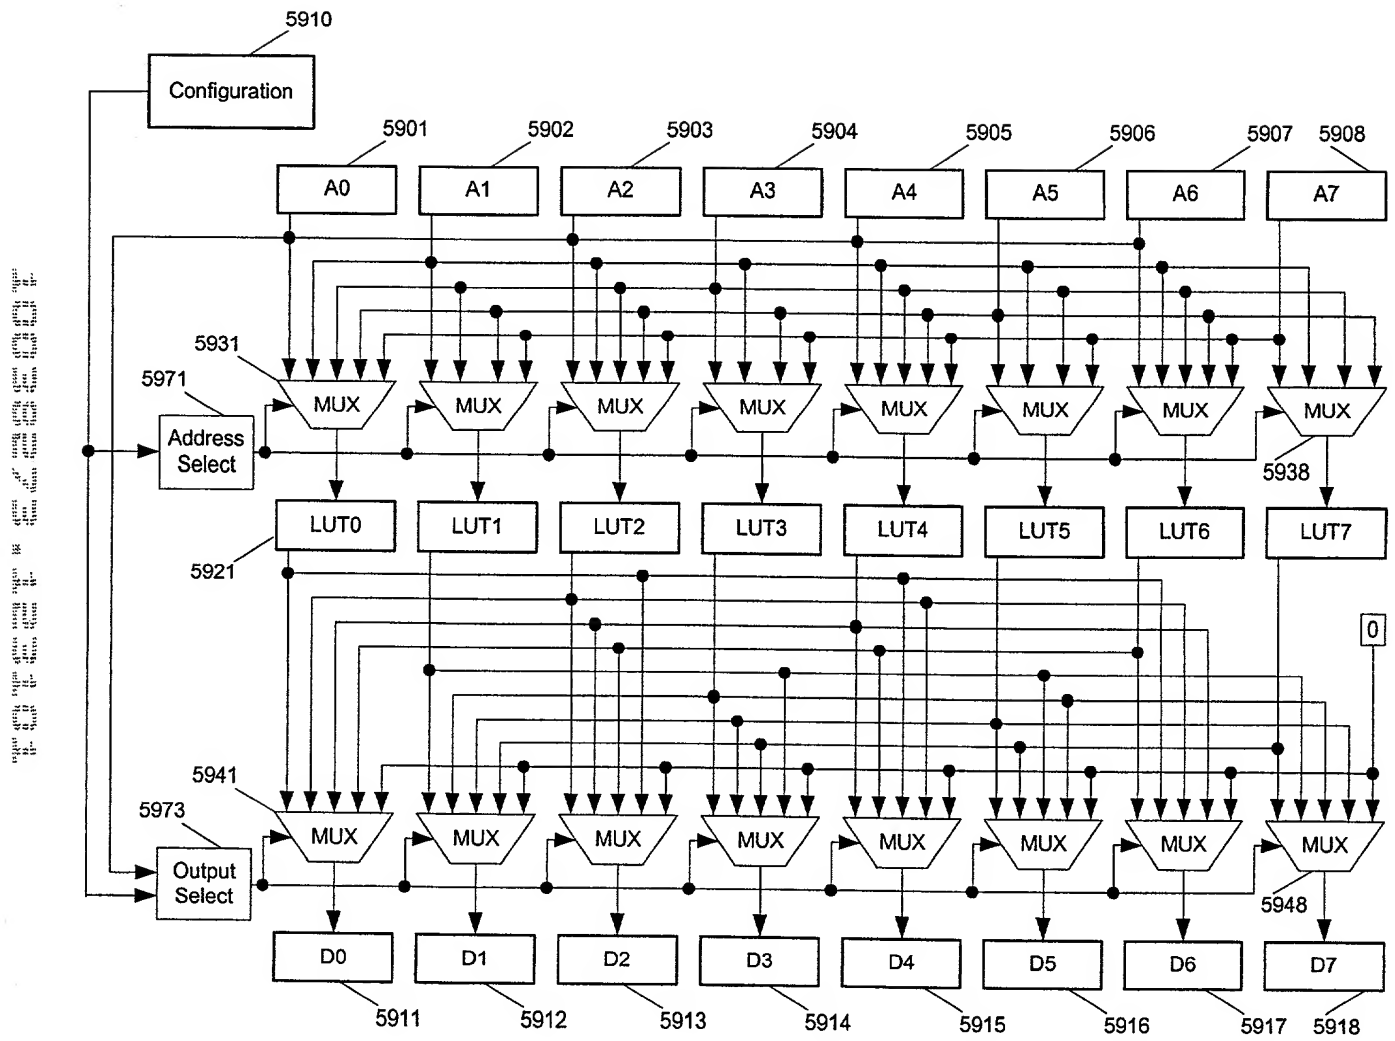 5910
Configuration
5901 5902 5903 5904 5905 5906 5907 5908
A0 A1 A2 A3 A4 A5 A6 A7
5931
5971
MUX MUX MUX MUX MUX MUX MUX MUX
Address
Select
5938
LUT0 LUT1 LUT2 LUT3 LUT4 LUT5 LUT6 LUT7
5921
0
5941
5973
MUX MUX MUX MUX MUX MUX MUX MUX
Output
Select
5948
D0 D1 D2 D3 D4 D5 D6 D7
5911 5912 5913 5914 5915 5916 5917 5918